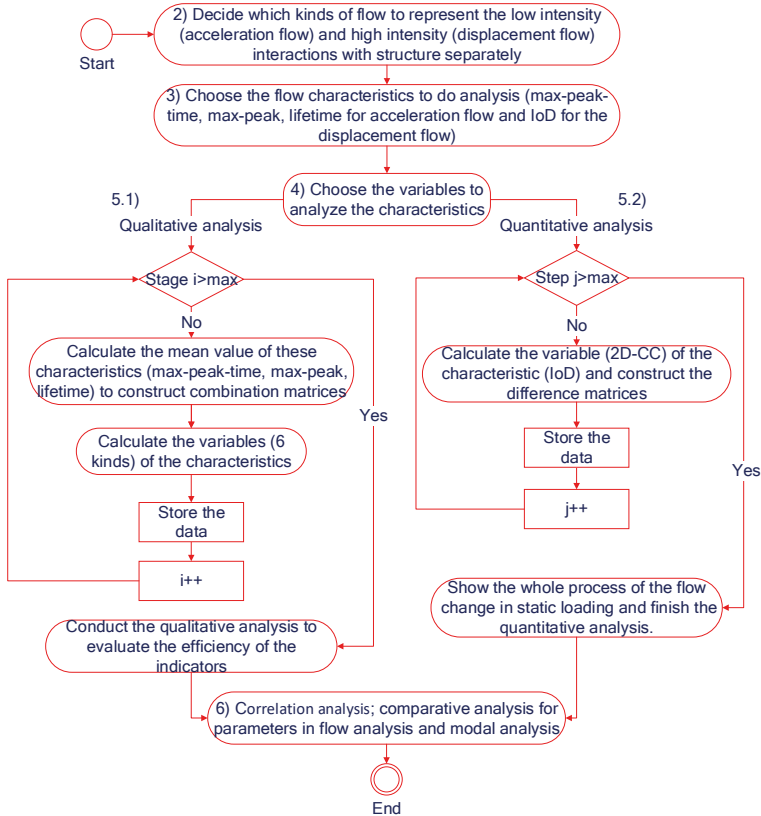 2) Decide which kinds of flow to represent the low intensity
(acceleration flow) and high intensity (displacement flow)
interactions with structure separately
Start
3) Choose the flow characteristics to do analysis (max-peak-
time, max-peak, lifetime for acceleration flow and IoD for the
displacement flow)
4) Choose the variables to
analyze the characteristics
5.1)
Qualitative analysis
5.2)
Quantitative analysis
Stage i>max
No
Calculate the mean value of these
characteristics (max-peak-time, max-peak,
lifetime) to construct combination matrices
Yes
Calculate the variables (6
kinds) of the characteristics
Store the
data
i++
Conduct the qualitative analysis to
evaluate the efficiency of the
indicators
Step j>max
No
Calculate the variable (2D-CC) of the
characteristic (IoD) and construct the
difference matrices
Store the
data
Yes
j++
Show the whole process of the flow
change in static loading and finish the
quantitative analysis.
6) Correlation analysis; comparative analysis for
parameters in flow analysis and modal analysis
End